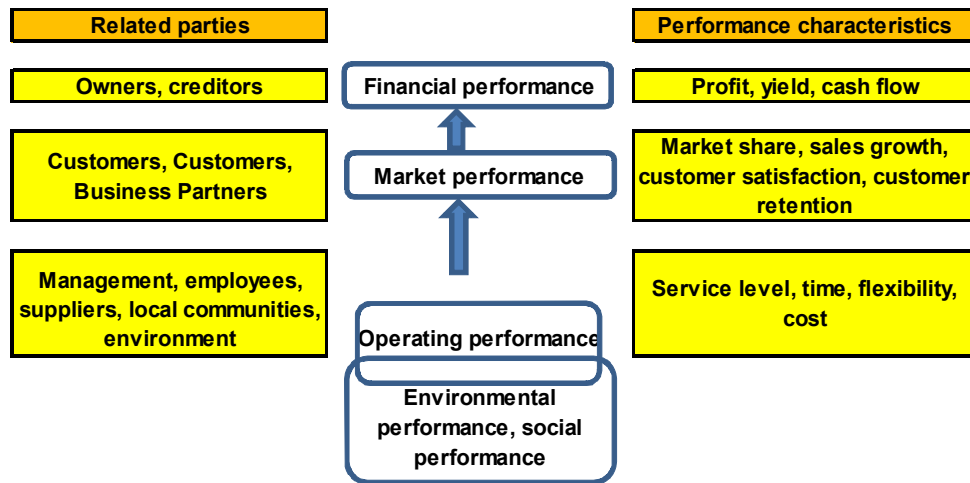 Related parties
Performance characteristics
Owners, creditors
Financial performance
Profit, yield, cash flow
Customers, Customers,
Business Partners
Market performance
Market share, sales growth,
customer satisfaction, customer
retention
Management, employees,
suppliers, local communities,
environment
Operating performance
Service level, time, flexibility,
cost
Environmental
performance, social
performance